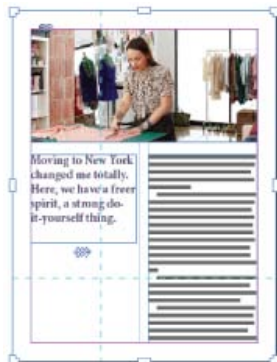 Moving to New York
changed me totally.
Here, we have a freer
spirit, a strong do-
it-yourself thing.